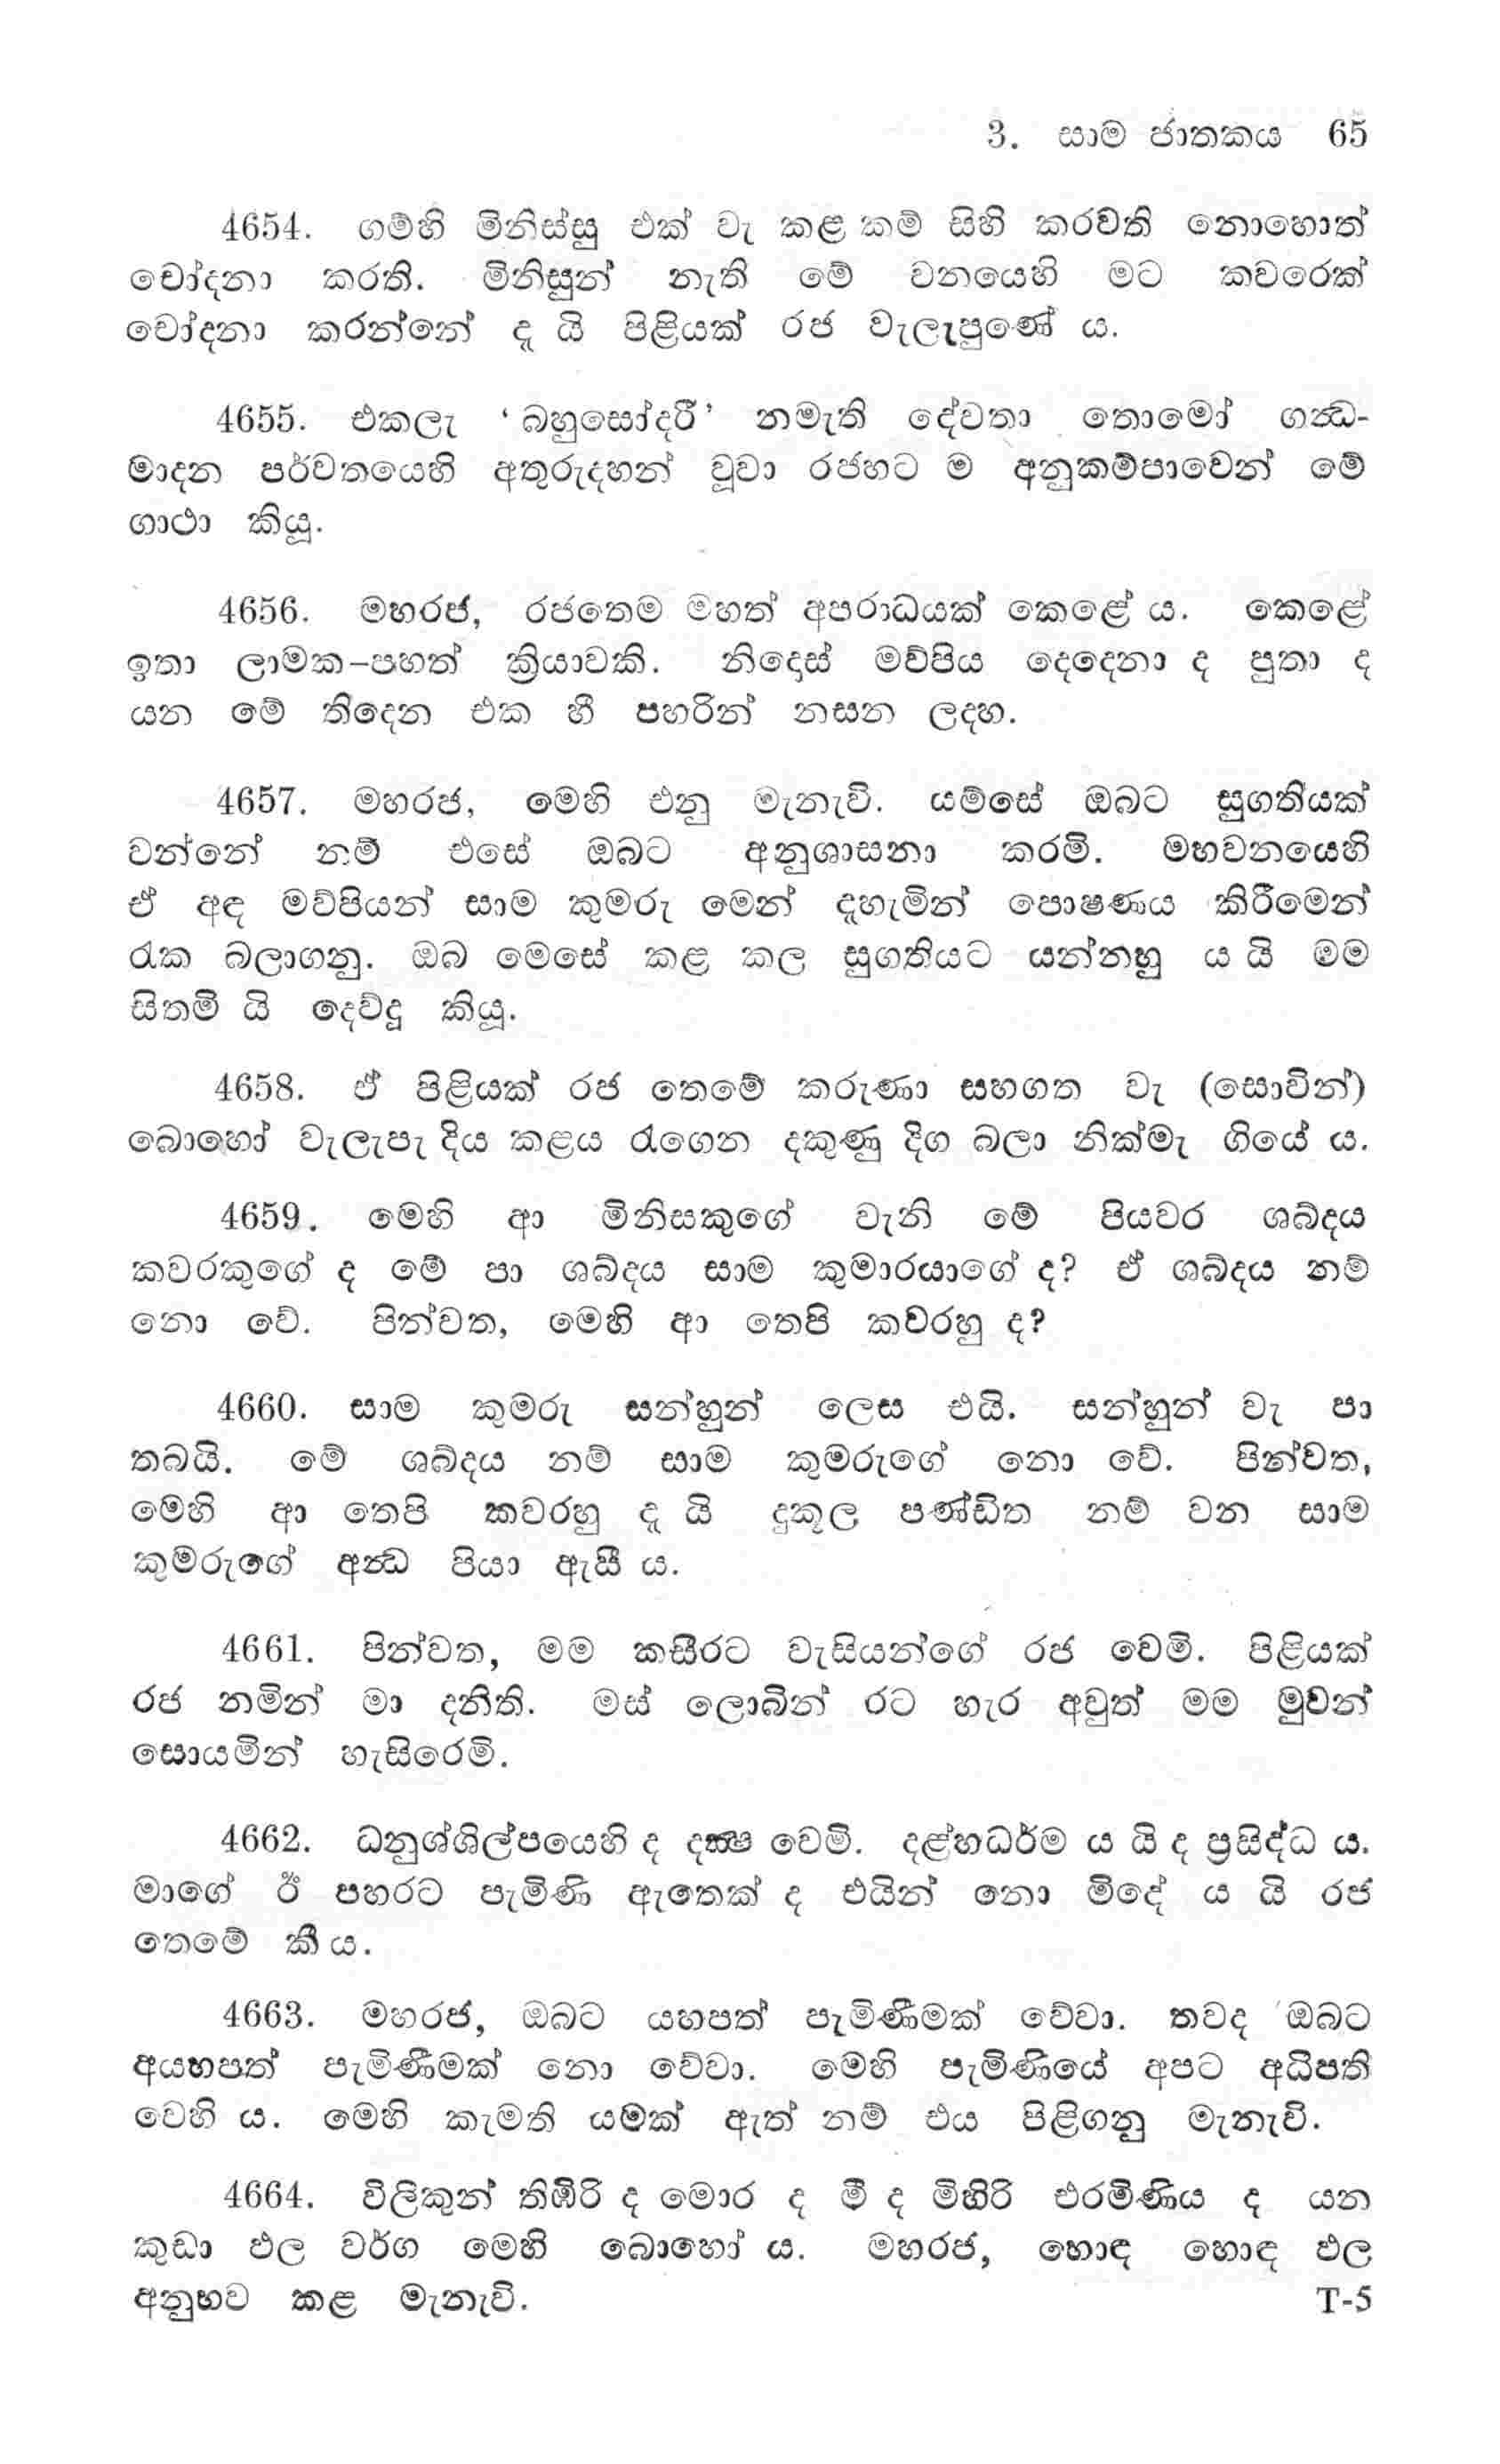 3. සාම ජාතකය 65
4654. ගම්හි මිනිස්සු එක් වැ කළ කම් සිහි කරවති නොහොත්
චෝදනා කරති. මිනිසුන් නැති මේ වනයෙහි මට කවරෙක්
චෝදනා කරන්නේ දැ යි පිළියක් රජ වැලැපුණේ ය.
4655. එකලැ ‘බහුසෝදරී’ නමැති දේවතා තොමෝ ගන්‍ධ-
මාදන පර්වතයෙහි අතුරුදහන් වූවා රජහට ම අනුකම්පාවෙන් මේ
ගාථා කියූ.
4656. මහරජ, රජතෙම මහත් අපරාධයක් කෙළේ ය. කෙළේ
ඉතා ලාමක-පහත් ක්‍රියාවකි. නිදොස් මව්පිය දෙදෙනා ද පුතා ද
යන මේ තිදෙන එක හී පහරින් නසන ලදහ.
4657. මහරජ, මෙහි එනු මැනැවි. යම්සේ ඔබට සුගතියක්
වන්නේ නම් එසේ ඔබට අනුශාසනා කරමි. මහවනයෙහි
ඒ අඳ මව්පියන් සාම කුමරු මෙන් දැහැමින් පොෂණය කිරීමෙන්
රැක බලාගනු. ඔබ මෙසේ කළ කල සුගතියට යන්නහු ය යි මම
සිතමි යි දෙව්දූ කියූ.
4658. ඒ පිළියක් රජ තෙමේ කරුණා සහගත වැ (සොවින්)
බොහෝ වැලැපැ දිය කළය රැගෙන දකුණු දිග බලා නික්මැ ගියේ ය.
4659. මෙහි ආ මිනිසකුගේ වැනි මේ පියවර ශබ්දය
කවරකුගේ ද මේ පා ශබ්දය සාම කුමාරයාගේ ද? ඒ ශබ්දය නම්
නො වේ. පින්වත, මෙහි ආ තෙපි කවරහු ද?
4660. සාම කුමරු සන්හුන් ලෙස එයි. සන්හුන් වැ පා
තබයි. මේ ශබ්දය නම් සාම කුමරුගේ නො වේ. පින්වත,
මෙහි ආ තෙපි කවරහු දැ යි දුකූල පණ්ඩිත නම් වන සාම
කුමරුගේ අන්‍ධ පියා ඇසී ය.
4661. පින්වත, මම කසීරට වැසියන්ගේ රජ වෙමි. පිළියක්
රජ නමින් මා දනිති. මස් ලොබින් රට හැර අවුත් මම මුවන්
සොයමින් හැසිරෙමි.
4662. ධනුශ්ශිල්පයෙහි ද දක්‍ෂ වෙමි. දළ්හධර්ම ය යි ද ප්‍රසිද්ධ ය.
මාගේ ඊ පහරට පැමිණි ඇතෙක් ද එයින් නො මිදේ ය යි රජ
තෙමේ කී ය.
4663. මහරජ, ඔබට යහපත් පැමිණීමක් වේවා. තවද ඔබට
අයහපත් පැමිණීමක් නො වේවා. මෙහි පැමිණියේ අපට අධිපති
වෙහි ය. මෙහි කැමති යමක් ඇත් නම් එය පිළිගනු මැනැවි.
4664. විලිකුන් තිඹිරි ද මොර ද මී ද මිහිරි එරමිණිය ද යන
කුඩා ඵල වර්ග මෙහි බොහෝ ය. මහරජ, හොඳ හොඳ ඵල
අනුභව කළ මැනැවි. T-5